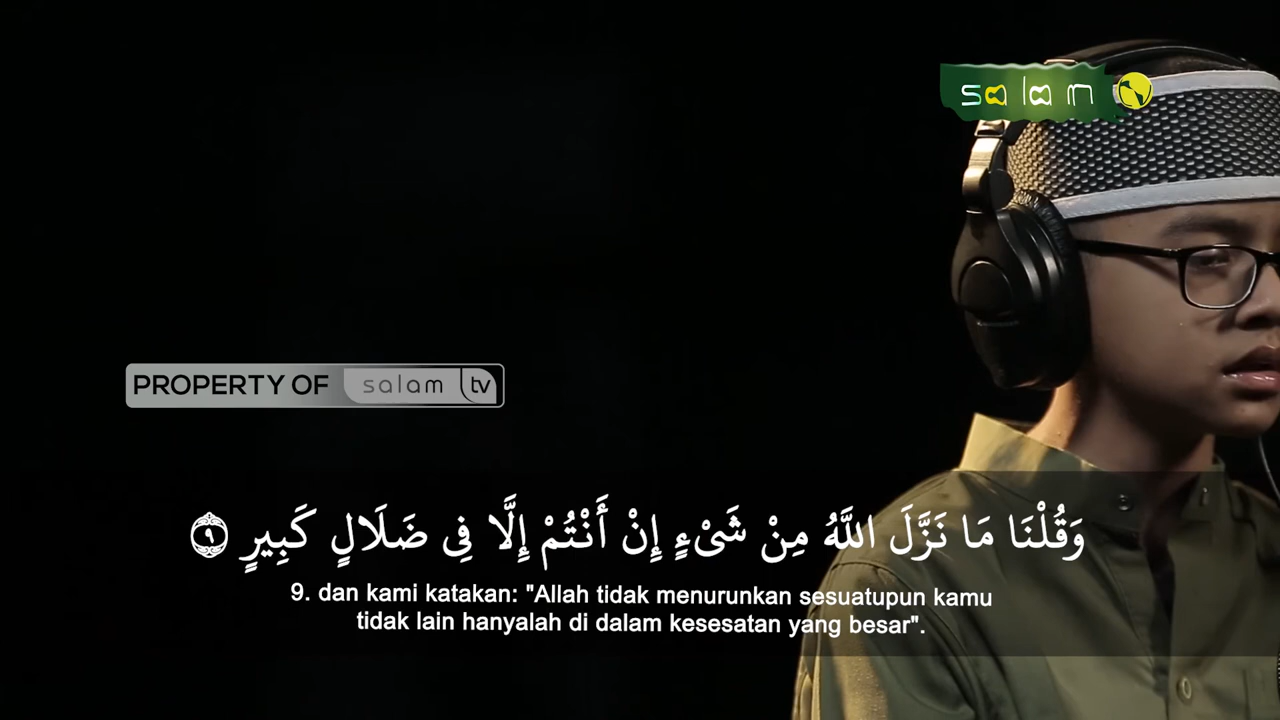 salam
PROPERTY OF salam tv
وَقُلْنَا مَا نَزَّلَ اللَّهُ مِنْ شَىْءٍ إِنْ أَنْتُمْ إِلَّا فِى ضَلَالٍ كَبِيرٍ ٩
9. dan kami katakan: "Allah tidak menurunkan sesuatupun kamu
tidak lain hanyalah di dalam kesesatan yang besar".